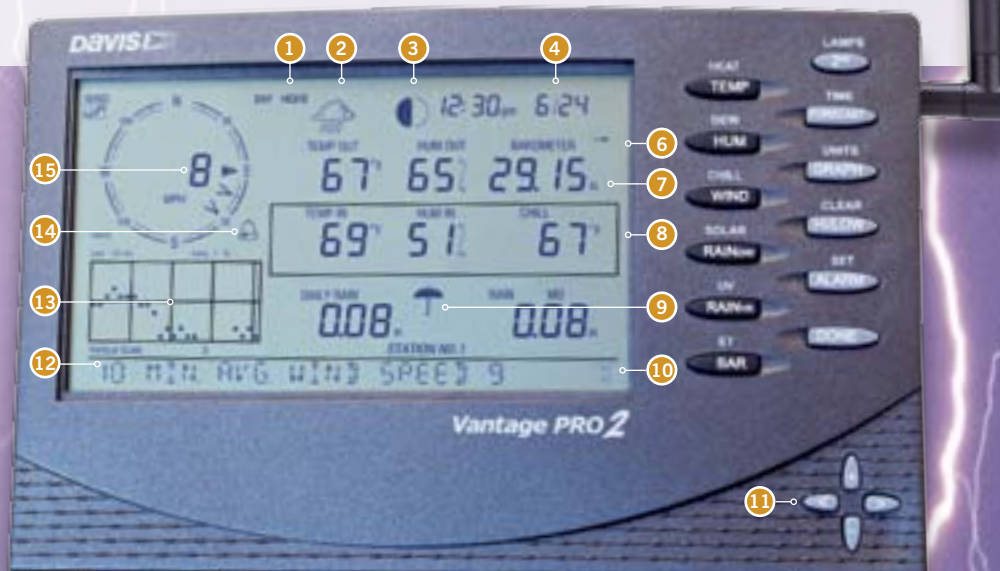 1 2 3 4
DAVIS
LAMPS
2ND
HEAT
TEMP
TIME
DEW
HUM
UNITS
GRAPH
CHILL
WIND
CLEAR
HI/LOW
SOLAR
RAIN
SET
ALARM
UV
RAIN
DONE
ET
BAR
12:30 pm 6/24
TEMP OUT HUM OUT BAROMETER
67 65 29.15
8
MPH
TEMP IN HUM IN CHILL
69 51 67
DAILY RAIN RAIN
0.08 0.08
STATION NO. 1
10 MIN AVG WIND SPEED 9
Vantage PRO2
6
7
8
9
10
11
12
13
14
15